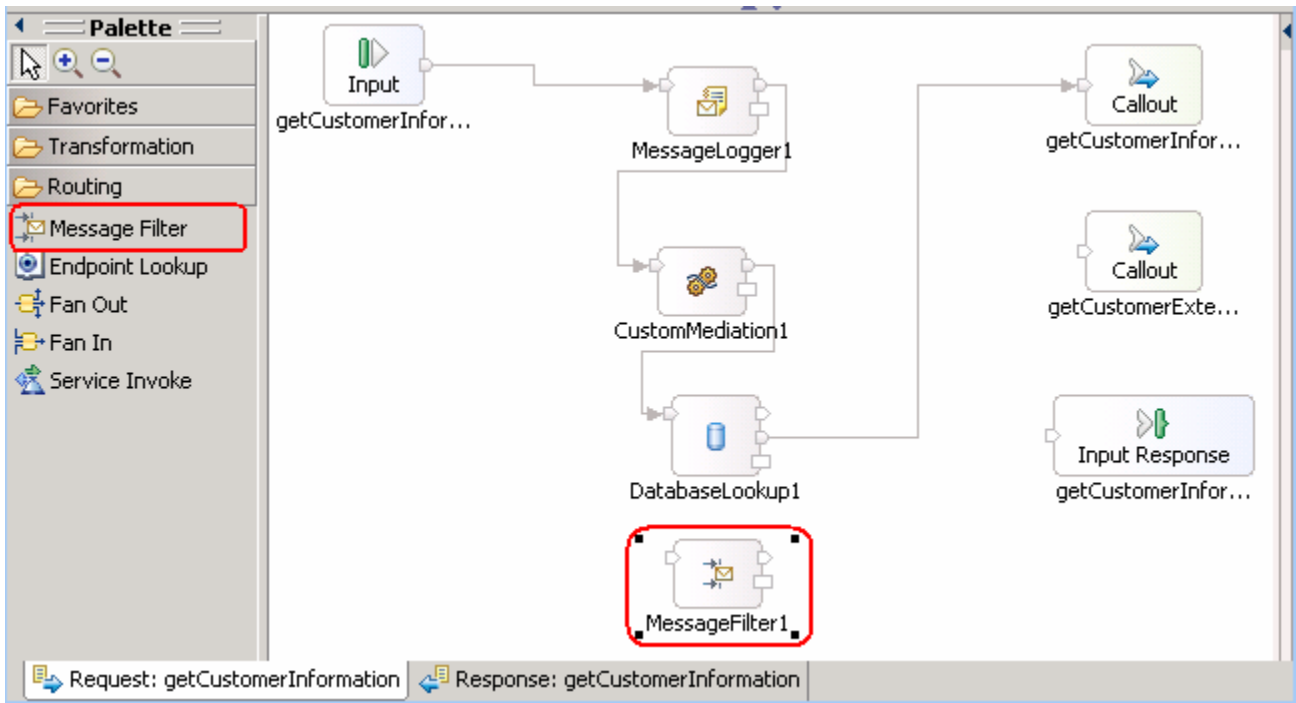 Palette
Favorites
Transformation
Routing
Message Filter
Endpoint Lookup
Fan Out
Fan In
Service Invoke
Input
getCustomerInfor...
MessageLogger1
CustomMediation1
DatabaseLookup1
MessageFilter1
Callout
getCustomerInfor...
Callout
getCustomerExte...
Input Response
getCustomerInfor...
Request: getCustomerInformation
Response: getCustomerInformation